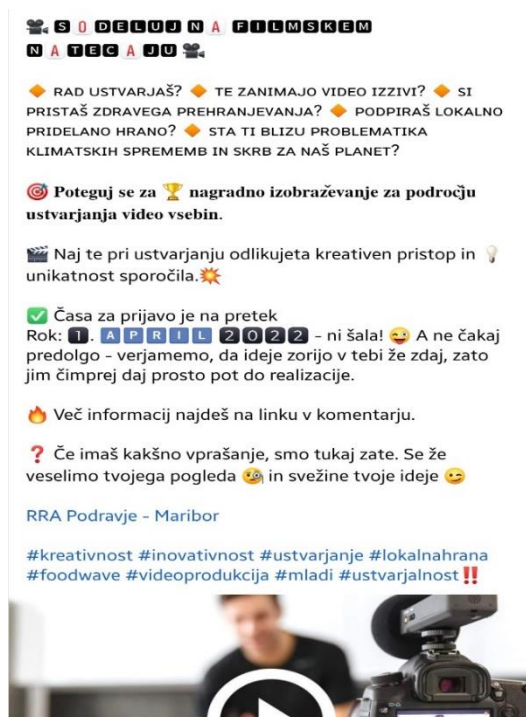 🎥 SODELUJ NA FILMSKEM
NATEČAJU 🎥
🔶 RAD USTVARJAŠ? 🔶 TE ZANIMAJO VIDEO IZZIVI? 🔶 SI
PRISTAŠ ZDRAVEGA PREHRANJEVANJA? 🔶 PODPIRAŠ LOKALNO
PRIDELANO HRANO? 🔶 STA TI BLIZU PROBLEMATIKA
KLIMATSKIH SPREMEMB IN SKRB ZA NAŠ PLANET?
🎯 Poteguj se za 🏆 nagradno izobraževanje za področju
ustvarjanja video vsebin.
🎬 Naj te pri ustvarjanju odlikujeta kreativen pristop in 💡
unikatnost sporočila.💥
✅ Časa za prijavo je na pretek
Rok: 1. APRIL 2022 - ni šala! 😜 A ne čakaj
predolgo - verjamemo, da ideje zorijo v tebi že zdaj, zato
jim čimprej daj prosto pot do realizacije.
🔥 Več informacij najdeš na linku v komentarju.
❓ Če imaš kakšno vprašanje, smo tukaj zate. Se že
veselimo tvojega pogleda 🧐 in svežine tvoje ideje 😉
RRA Podravje - Maribor
#kreativnost #inovativnost #ustvarjanje #lokalnahrana
#foodwave #videoprodukcija #mladi #ustvarjalnost‼️